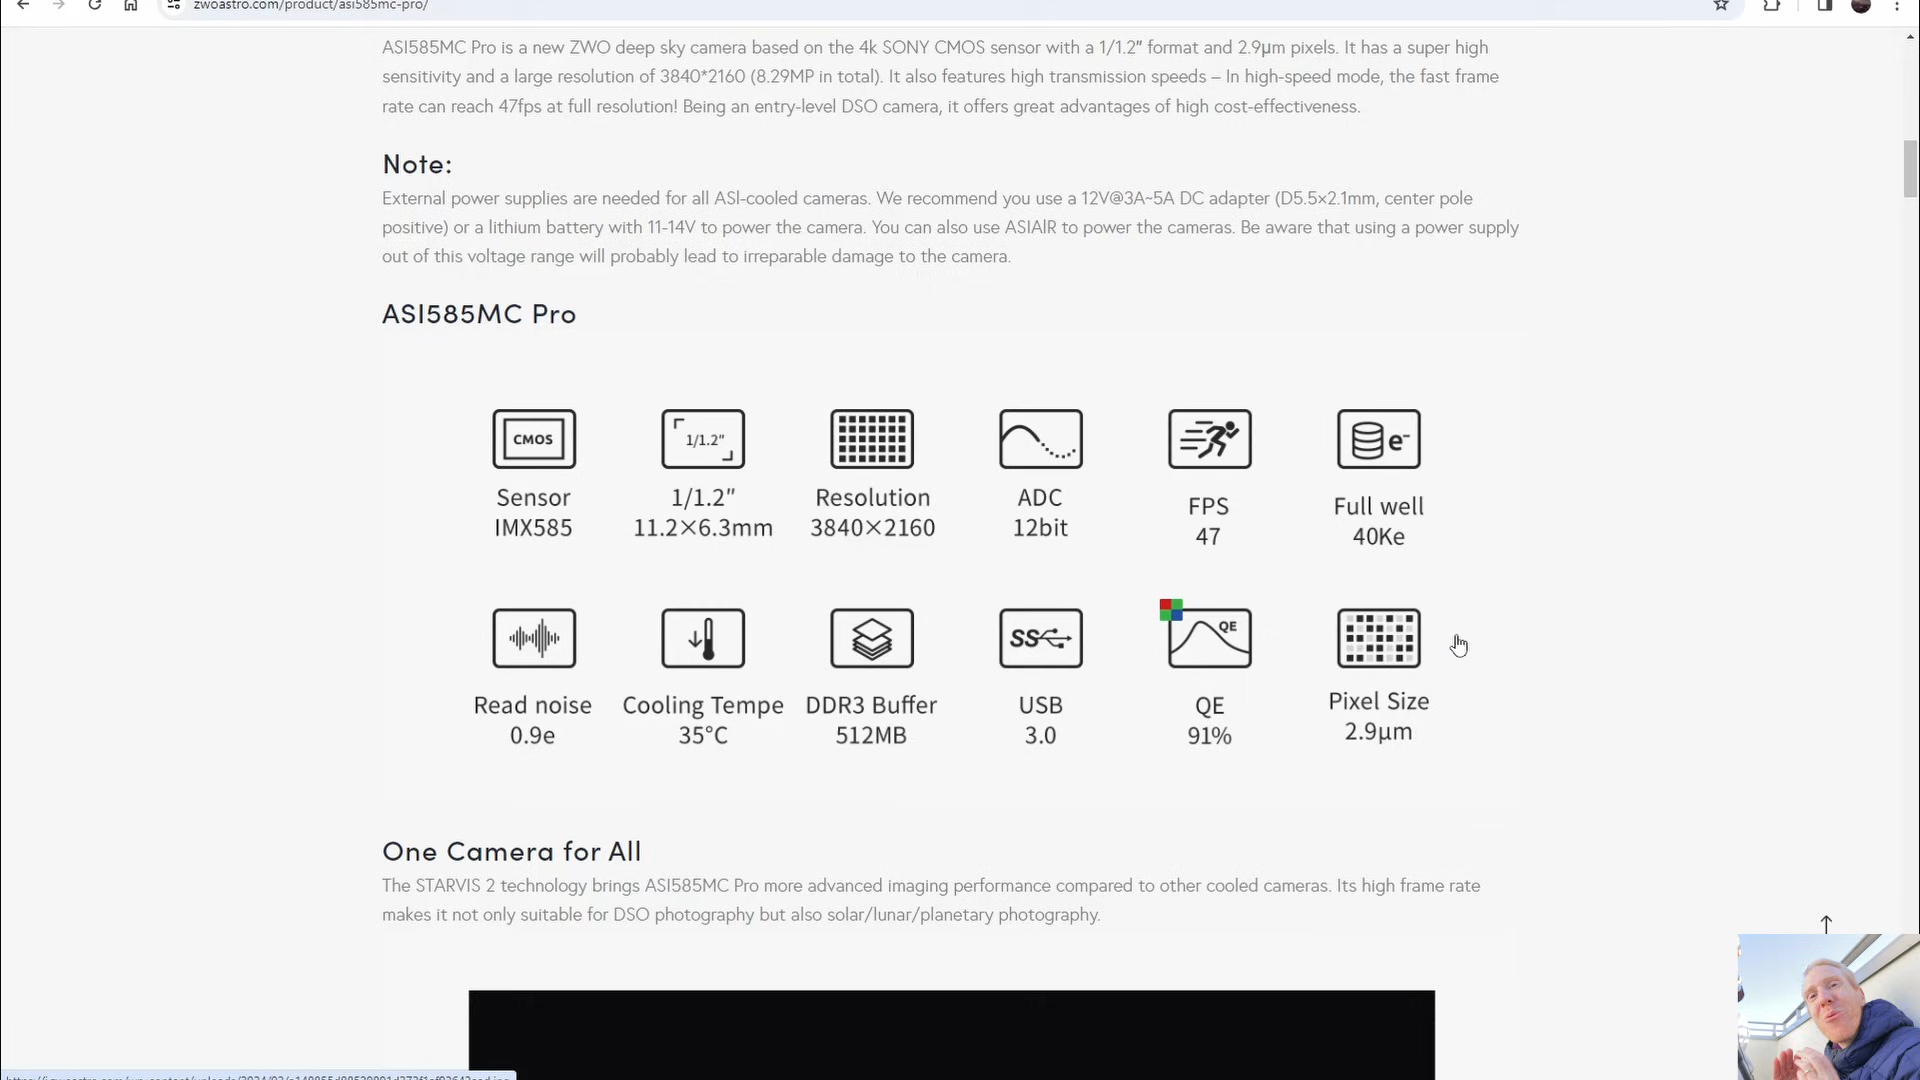 zwoastro.com/product/asi585mc-pro/
ASI585MC Pro is a new ZWO deep sky camera based on the 4k SONY CMOS sensor with a 1/1.2″ format and 2.9μm pixels. It has a super high
sensitivity and a large resolution of 3840*2160 (8.29MP in total). It also features high transmission speeds – In high-speed mode, the fast frame
rate can reach 47fps at full resolution! Being an entry-level DSO camera, it offers great advantages of high cost-effectiveness.
Note:
External power supplies are needed for all ASI-cooled cameras. We recommend you use a 12V@3A~5A DC adapter (D5.5×2.1mm, center pole
positive) or a lithium battery with 11-14V to power the camera. You can also use ASIAIR to power the cameras. Be aware that using a power supply
out of this voltage range will probably lead to irreparable damage to the camera.
ASI585MC Pro
CMOS 1/1.2" e⁻
Sensor 1/1.2" Resolution ADC FPS Full well
IMX585 11.2×6.3mm 3840×2160 12bit 47 40Ke
SS QE
Read noise Cooling Tempe DDR3 Buffer USB QE Pixel Size
0.9e 35°C 512MB 3.0 91% 2.9μm
One Camera for All
The STARVIS 2 technology brings ASI585MC Pro more advanced imaging performance compared to other cooled cameras. Its high frame rate
makes it not only suitable for DSO photography but also solar/lunar/planetary photography.